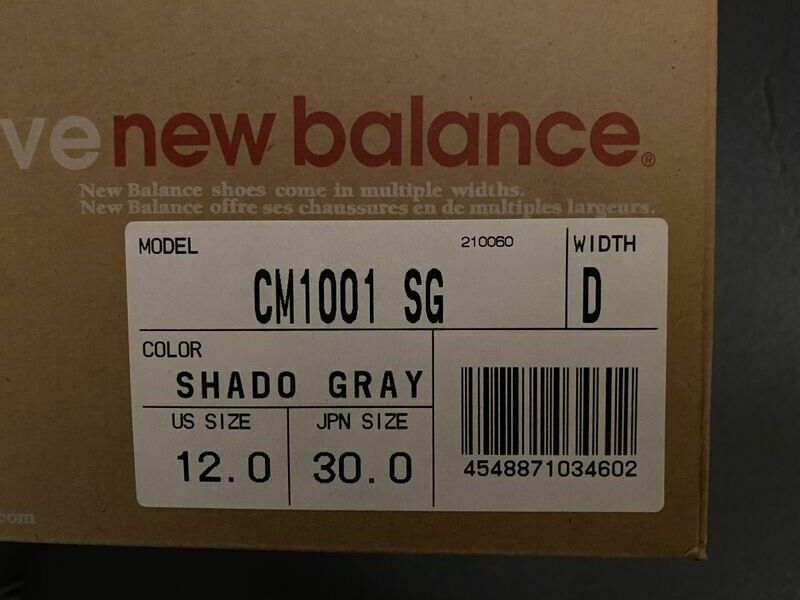 ve new balance®
New Balance shoes come in multiple widths.
New Balance offre ses chaussures en de multiples largeurs.
MODEL 210060 WIDTH
CM1001 SG D
COLOR
SHADO GRAY
US SIZE JPN SIZE
12.0 30.0
4548871034602
.com